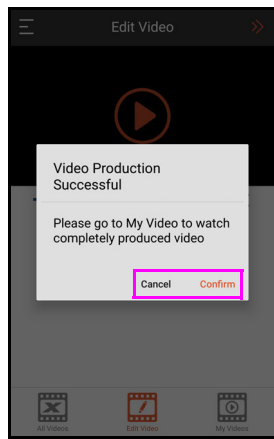 Edit Video
Video Production
Successful
Please go to My Video to watch
completely produced video
Cancel Confirm
All Videos Edit Video My Videos